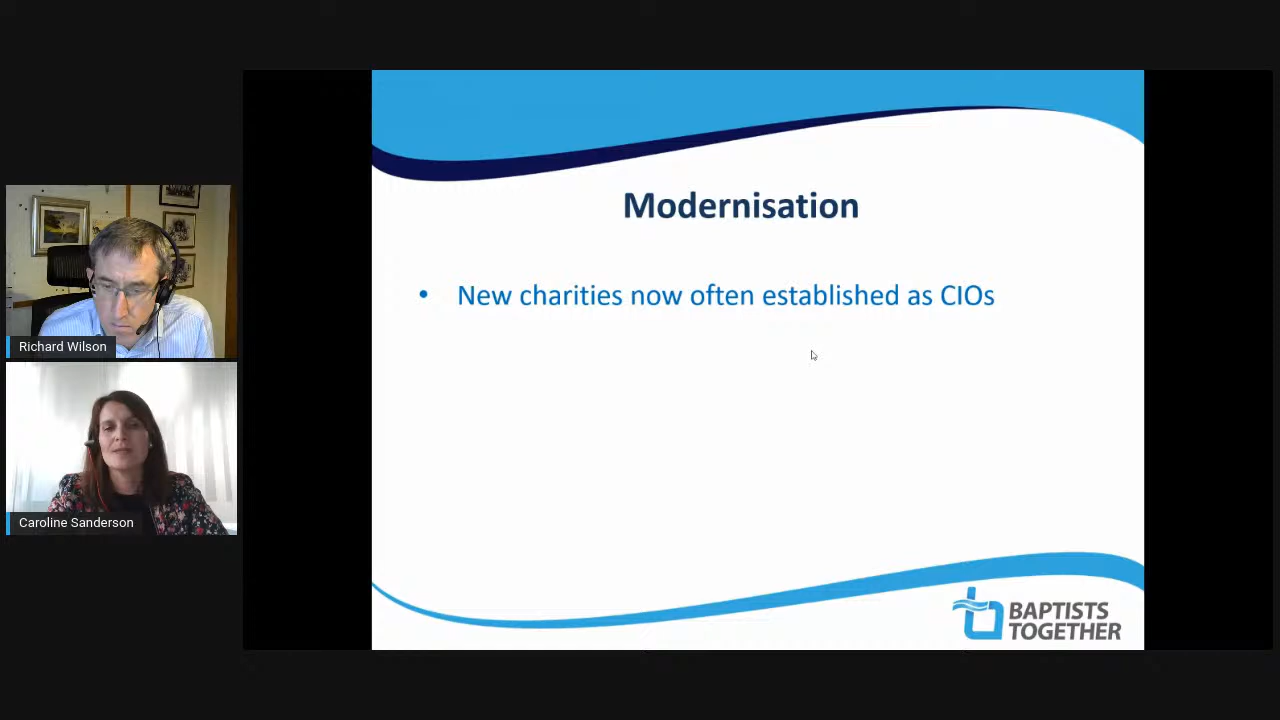 Modernisation
• New charities now often established as CIOs
Richard Wilson
Caroline Sanderson
BAPTISTS
TOGETHER